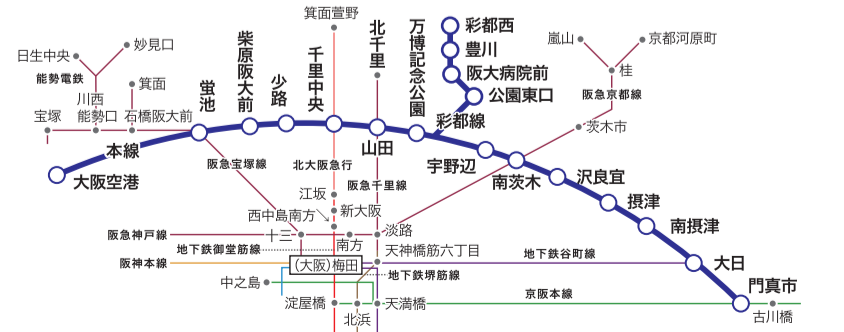 箕面萱野
日生中央
妙見口
能勢電鉄
箕面
川西
能勢口
宝塚
石橋阪大前
本線
大阪空港
蛍池
柴原阪大前
少路
千里中央
北千里
山田
万博記念公園
彩都西
豊川
阪大病院前
公園東口
彩都線
嵐山
京都河原町
桂
阪急京都線
茨木市
宇野辺
南茨木
沢良宜
摂津
南摂津
大日
門真市
古川橋
阪急宝塚線
北大阪急行
阪急千里線
江坂
西中島南方
新大阪
阪急神戸線
十三
南方
淡路
地下鉄御堂筋線
天神橋筋六丁目
地下鉄谷町線
阪神本線
(大阪)梅田
地下鉄堺筋線
中之島
淀屋橋
北浜
天満橋
京阪本線